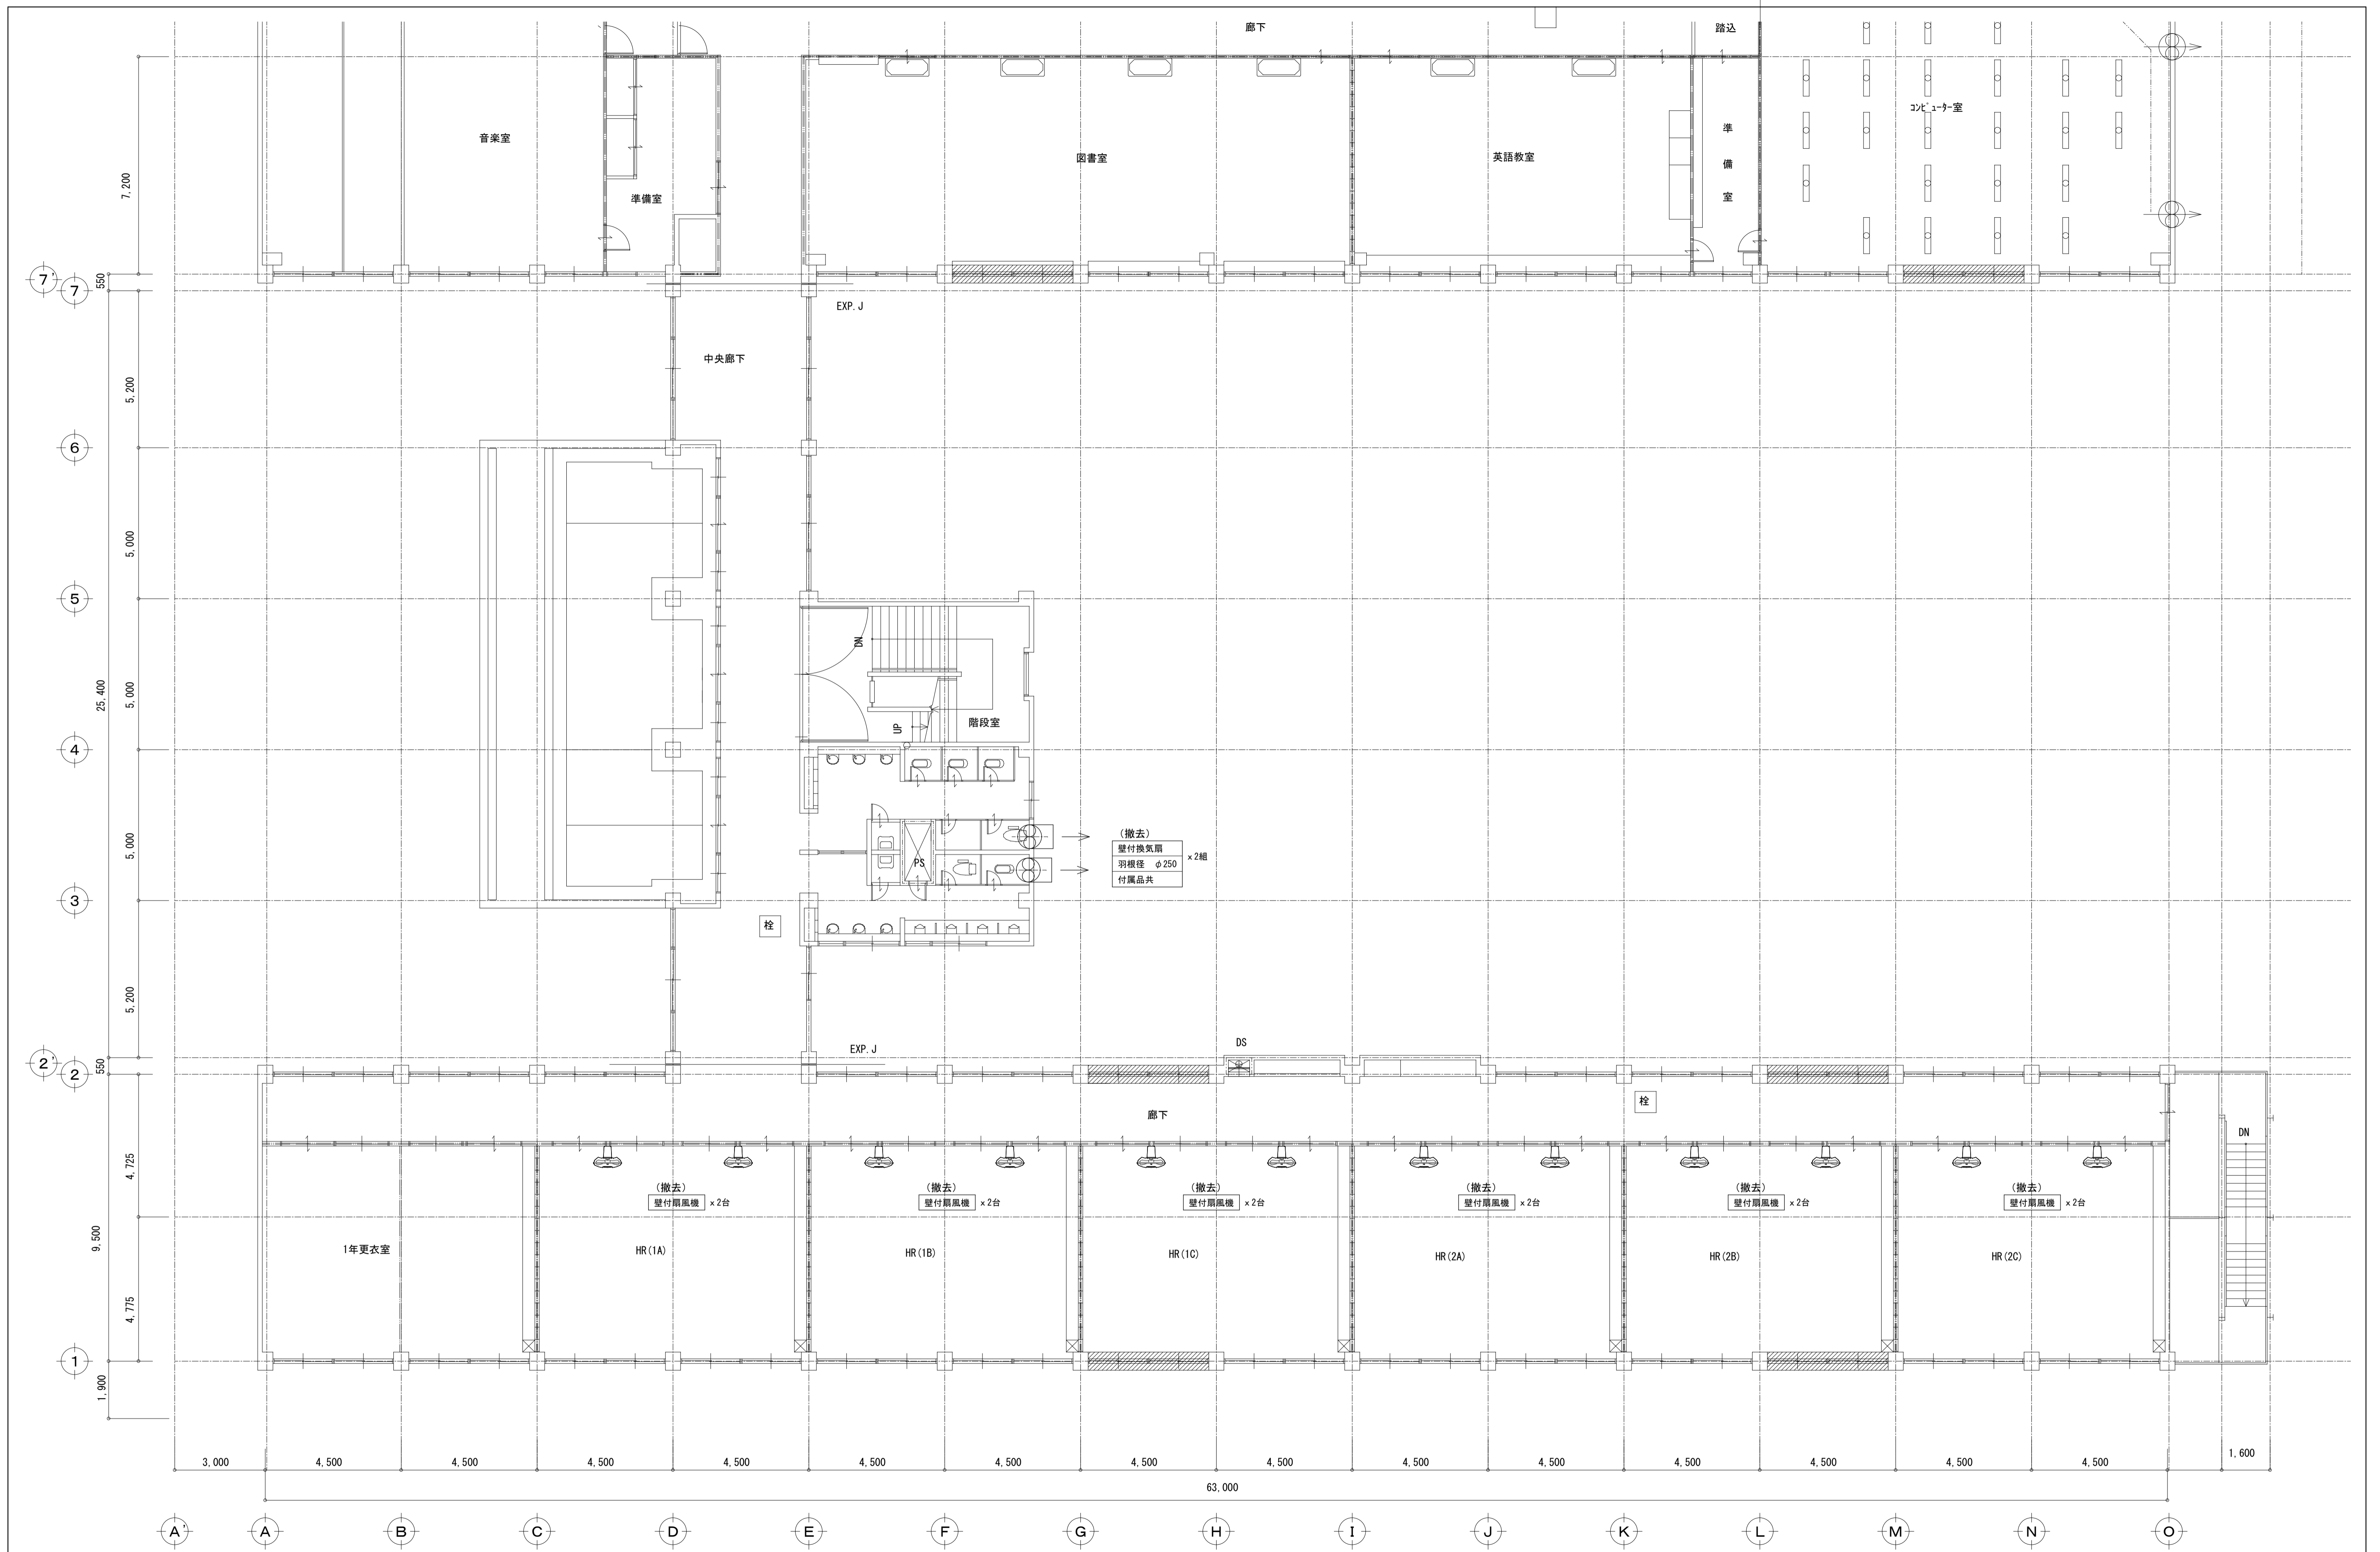 廊下
踏込
音楽室
準備室
図書室
英語教室
準
備
室
コンピューター室
7,200
7'
7
550
EXP.J
中央廊下
5,200
6
5,000
5
DN
25,400
5,000
UP
階段室
4
5,000
PS
(撤去)
壁付換気扇
羽根径 φ250
付属品共
x2組
3
栓
5,200
EXP.J
DS
2'
2
550
栓
廊下
DN
4,725
(撤去)
壁付扇風機 x2台
(撤去)
壁付扇風機 x2台
(撤去)
壁付扇風機 x2台
(撤去)
壁付扇風機 x2台
(撤去)
壁付扇風機 x2台
(撤去)
壁付扇風機 x2台
9,500
1年更衣室
HR(1A)
HR(1B)
HR(1C)
HR(2A)
HR(2B)
HR(2C)
4,775
1
1,900
3,000 4,500 4,500 4,500 4,500 4,500 4,500 4,500 4,500 4,500 4,500 4,500 4,500 4,500 4,500 1,600
63,000
A' A B C D E F G H I J K L M N O